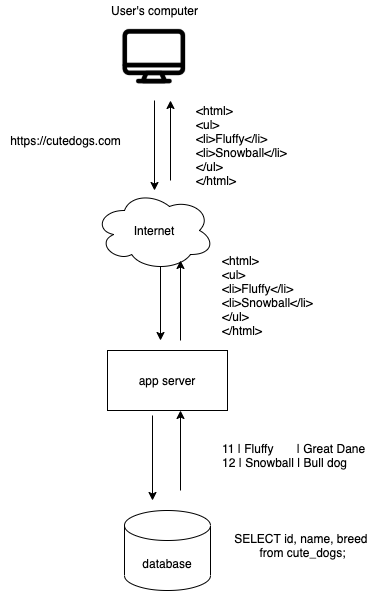 User's computer
https://cutedogs.com
<html>
<ul>
<li>Fluffy</li>
<li>Snowball</li>
</ul>
</html>
Internet
<html>
<ul>
<li>Fluffy</li>
<li>Snowball</li>
</ul>
</html>
app server
11 | Fluffy | Great Dane
12 | Snowball | Bull dog
database
SELECT id, name, breed
from cute_dogs;